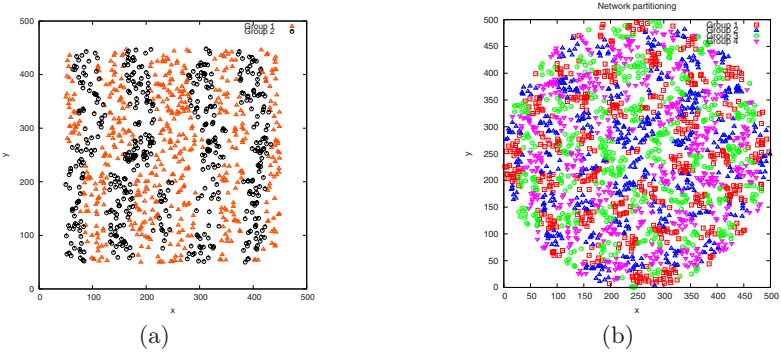 Network partitioning
500
400
300
200
100
0
y
0 100 200 300 400 500
x
Group 1
Group 2
(a)
500
450
400
350
300
250
200
150
100
50
0
y
0 50 100 150 200 250 300 350 400 450 500
x
Group 1
Group 2
Group 3
Group 4
(b)